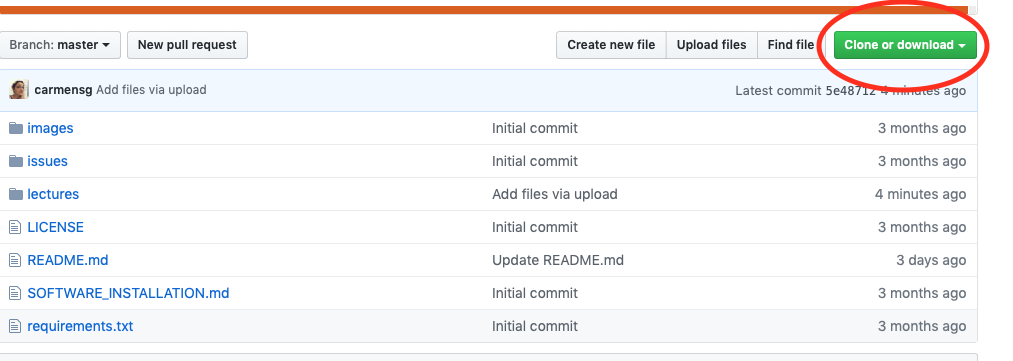 Branch: master New pull request Create new file Upload files Find file Clone or download
carmensg Add files via upload Latest commit 5e48712 4 minutes ago
images Initial commit 3 months ago
issues Initial commit 3 months ago
lectures Add files via upload 4 minutes ago
LICENSE Initial commit 3 months ago
README.md Update README.md 3 days ago
SOFTWARE_INSTALLATION.md Initial commit 3 months ago
requirements.txt Initial commit 3 months ago